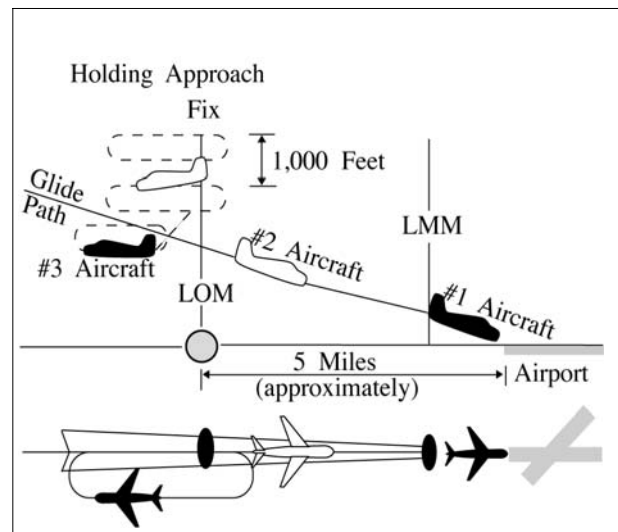 Holding Approach
Fix
1,000 Feet
Glide
Path
#2 Aircraft
LMM
#3 Aircraft
LOM
#1 Aircraft
5 Miles
(approximately)
Airport